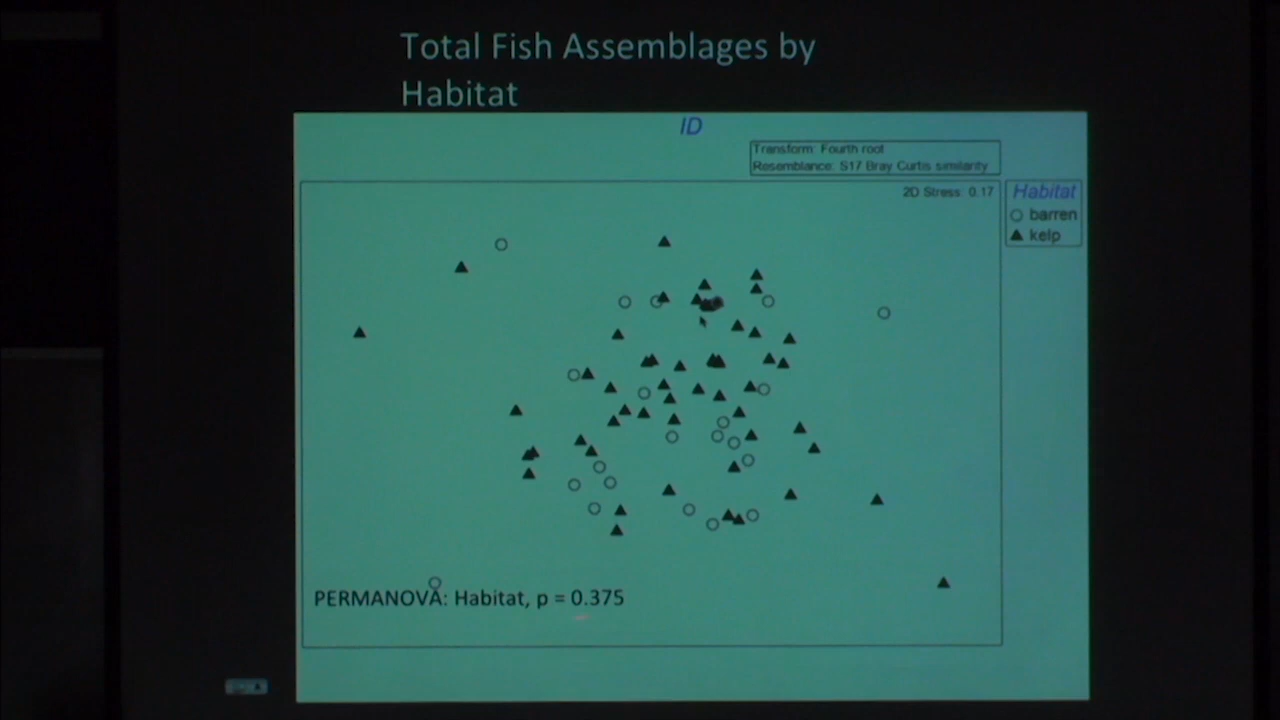 Total Fish Assemblages by
Habitat
ID
Transform: Fourth root
Resemblance: S17 Bray Curtis similarity
2D Stress: 0.17
Habitat
barren
kelp
PERMANOVA: Habitat, p = 0.375